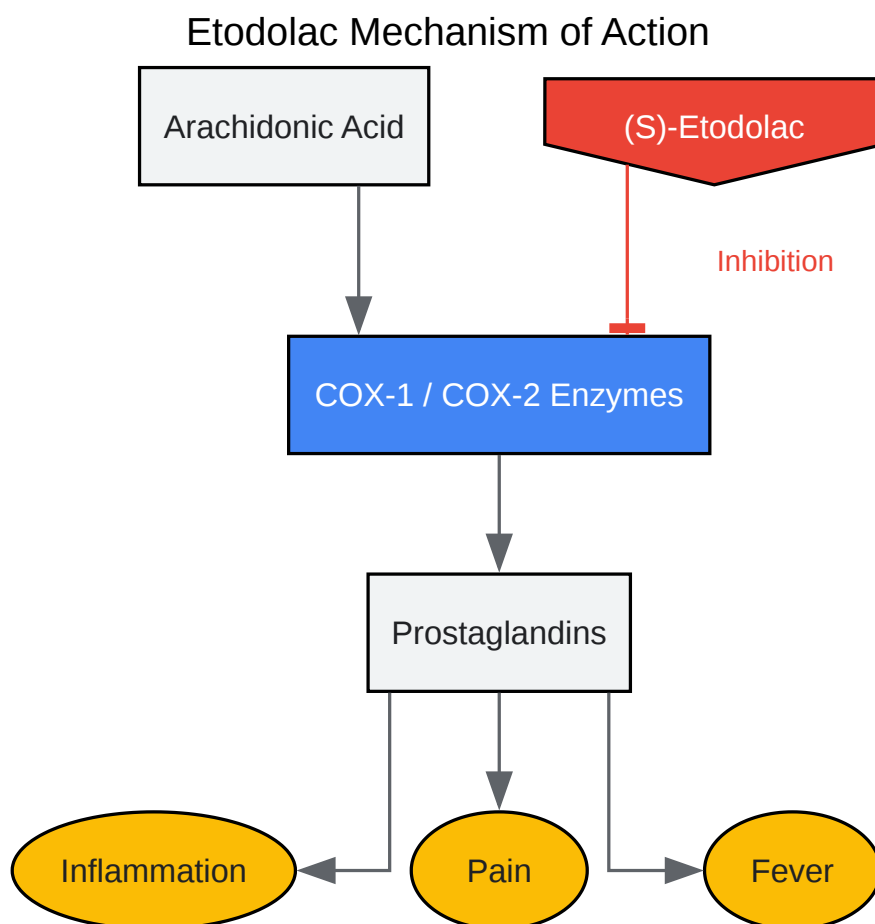 Etodolac Mechanism of Action
Arachidonic Acid
(S)-Etodolac
Inhibition
COX-1 / COX-2 Enzymes
Prostaglandins
Inflammation
Pain
Fever